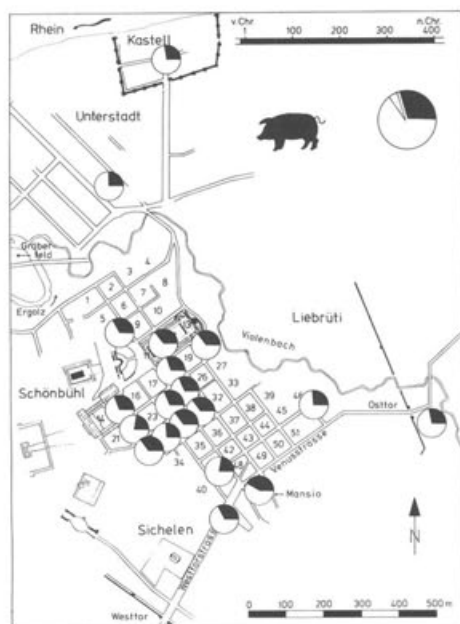 v.Chr. n.Chr.
1 100 200 300 400
Rhein
Kastell
Unterstadt
Gräber-
feld
Ergolz
Violenbach
Liebrüti
Schönbühl
Osttor
Venusstrasse
Mansio
Sichelen
Westtorstrasse
Westtor
N
0 100 200 300 400 500 m
1 2 3 4 5 6 7 8 9 10
16 17 19 21 26 27 32 33 34 35 36 37 38 39 40 42 43 44 45 49 50 51